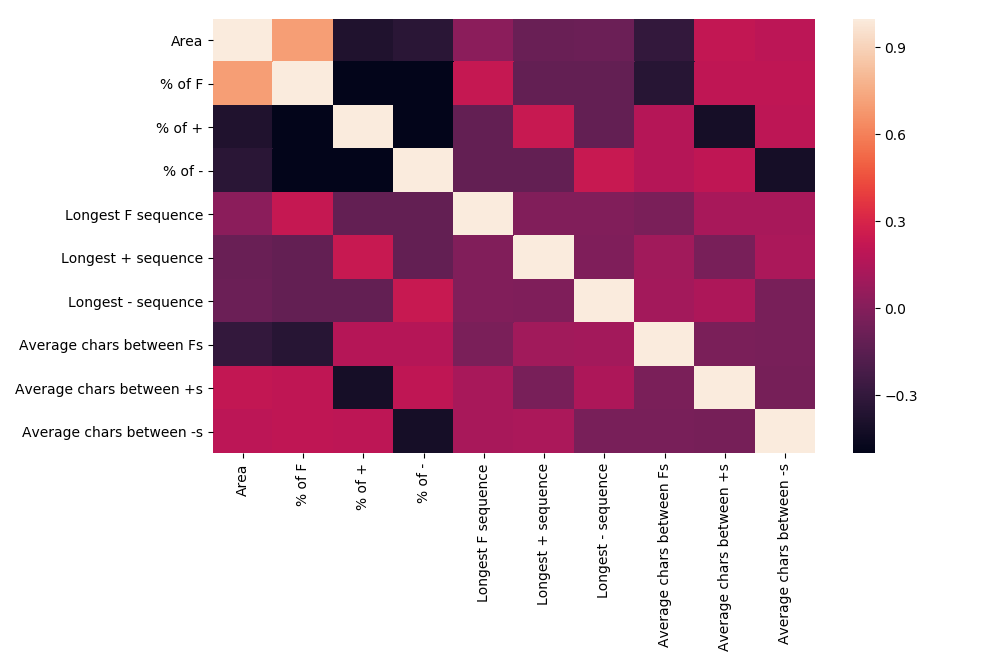 Area
% of F
% of +
% of -
Longest F sequence
Longest + sequence
Longest - sequence
Average chars between Fs
Average chars between +s
Average chars between -s
Area
% of F
% of +
% of -
Longest F sequence
Longest + sequence
Longest - sequence
Average chars between Fs
Average chars between +s
Average chars between -s
0.9
0.6
0.3
0.0
−0.3